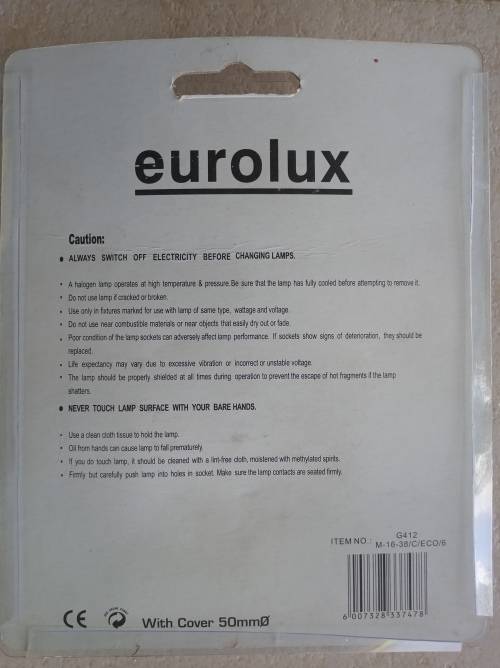 eurolux
Caution:
• ALWAYS SWITCH OFF ELECTRICITY BEFORE CHANGING LAMPS.
• A halogen lamp operates at high temperature & pressure.Be sure that the lamp has fully cooled before attempting to remove it.
• Do not use lamp if cracked or broken.
• Use only in fixtures marked for use with lamp of same type, wattage and voltage.
• Do not use near combustible materials or near objects that easily dry out or fade.
• Poor condition of the lamp sockets can adversely affect lamp performance. If sockets show signs of deterioration, they should be
replaced.
• Life expectancy may vary due to excessive vibration or incorrect or unstable voltage.
• The lamp should be properly shielded at all times during operation to prevent the escape of hot fragments if the lamp
shatters.
• NEVER TOUCH LAMP SURFACE WITH YOUR BARE HANDS.
• Use a clean cloth tissue to hold the lamp.
• Oil from hands can cause lamp to fall prematurely.
• If you do touch lamp, it should be cleaned with a lint-free cloth, moistened with methylated spirits.
• Firmly but carefully push lamp into holes in socket. Make sure the lamp contacts are seated firmly.
ITEM NO.: G412
M-16-38/C/ECO/6
6 007328 337478
CE With Cover 50mmØ